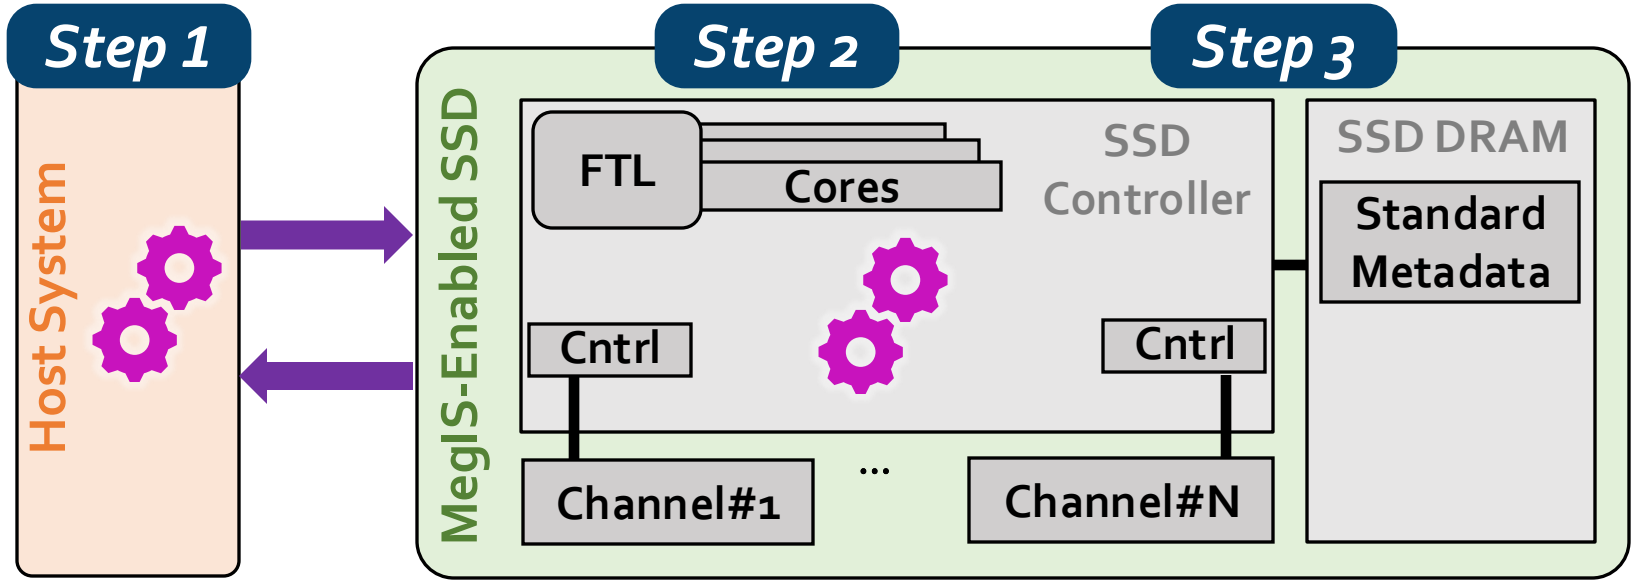 Step 1
Step 2
Step 3
Host System
MegIS-Enabled SSD
FTL
Cores
SSD
Controller
SSD DRAM
Standard
Metadata
Cntrl
Cntrl
Channel#1
...
Channel#N